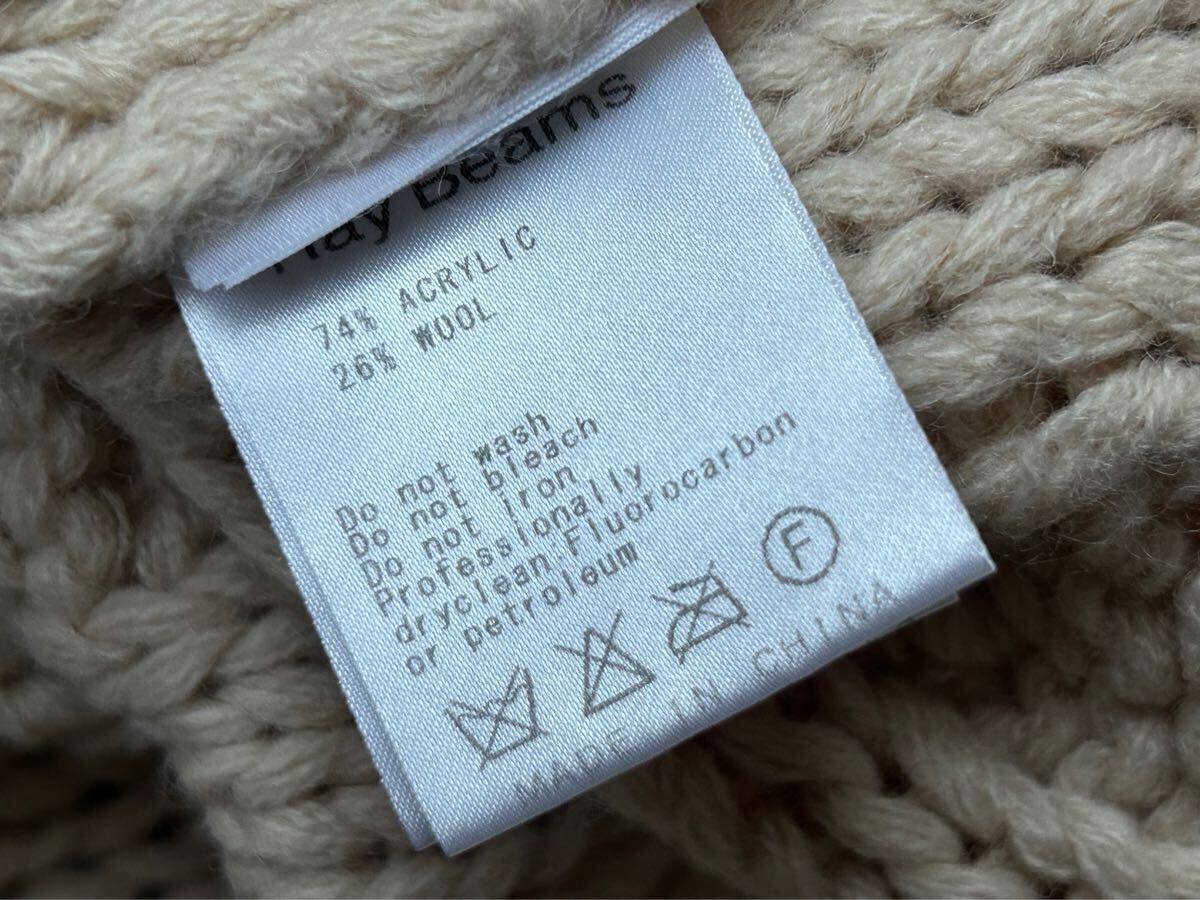 Ray Beams
74% ACRYLIC
26% WOOL
Do not wash
Do not bleach
Do not iron
Professionally
dryclean,Fluorocarbon
or petroleum
F
MADE IN CHINA